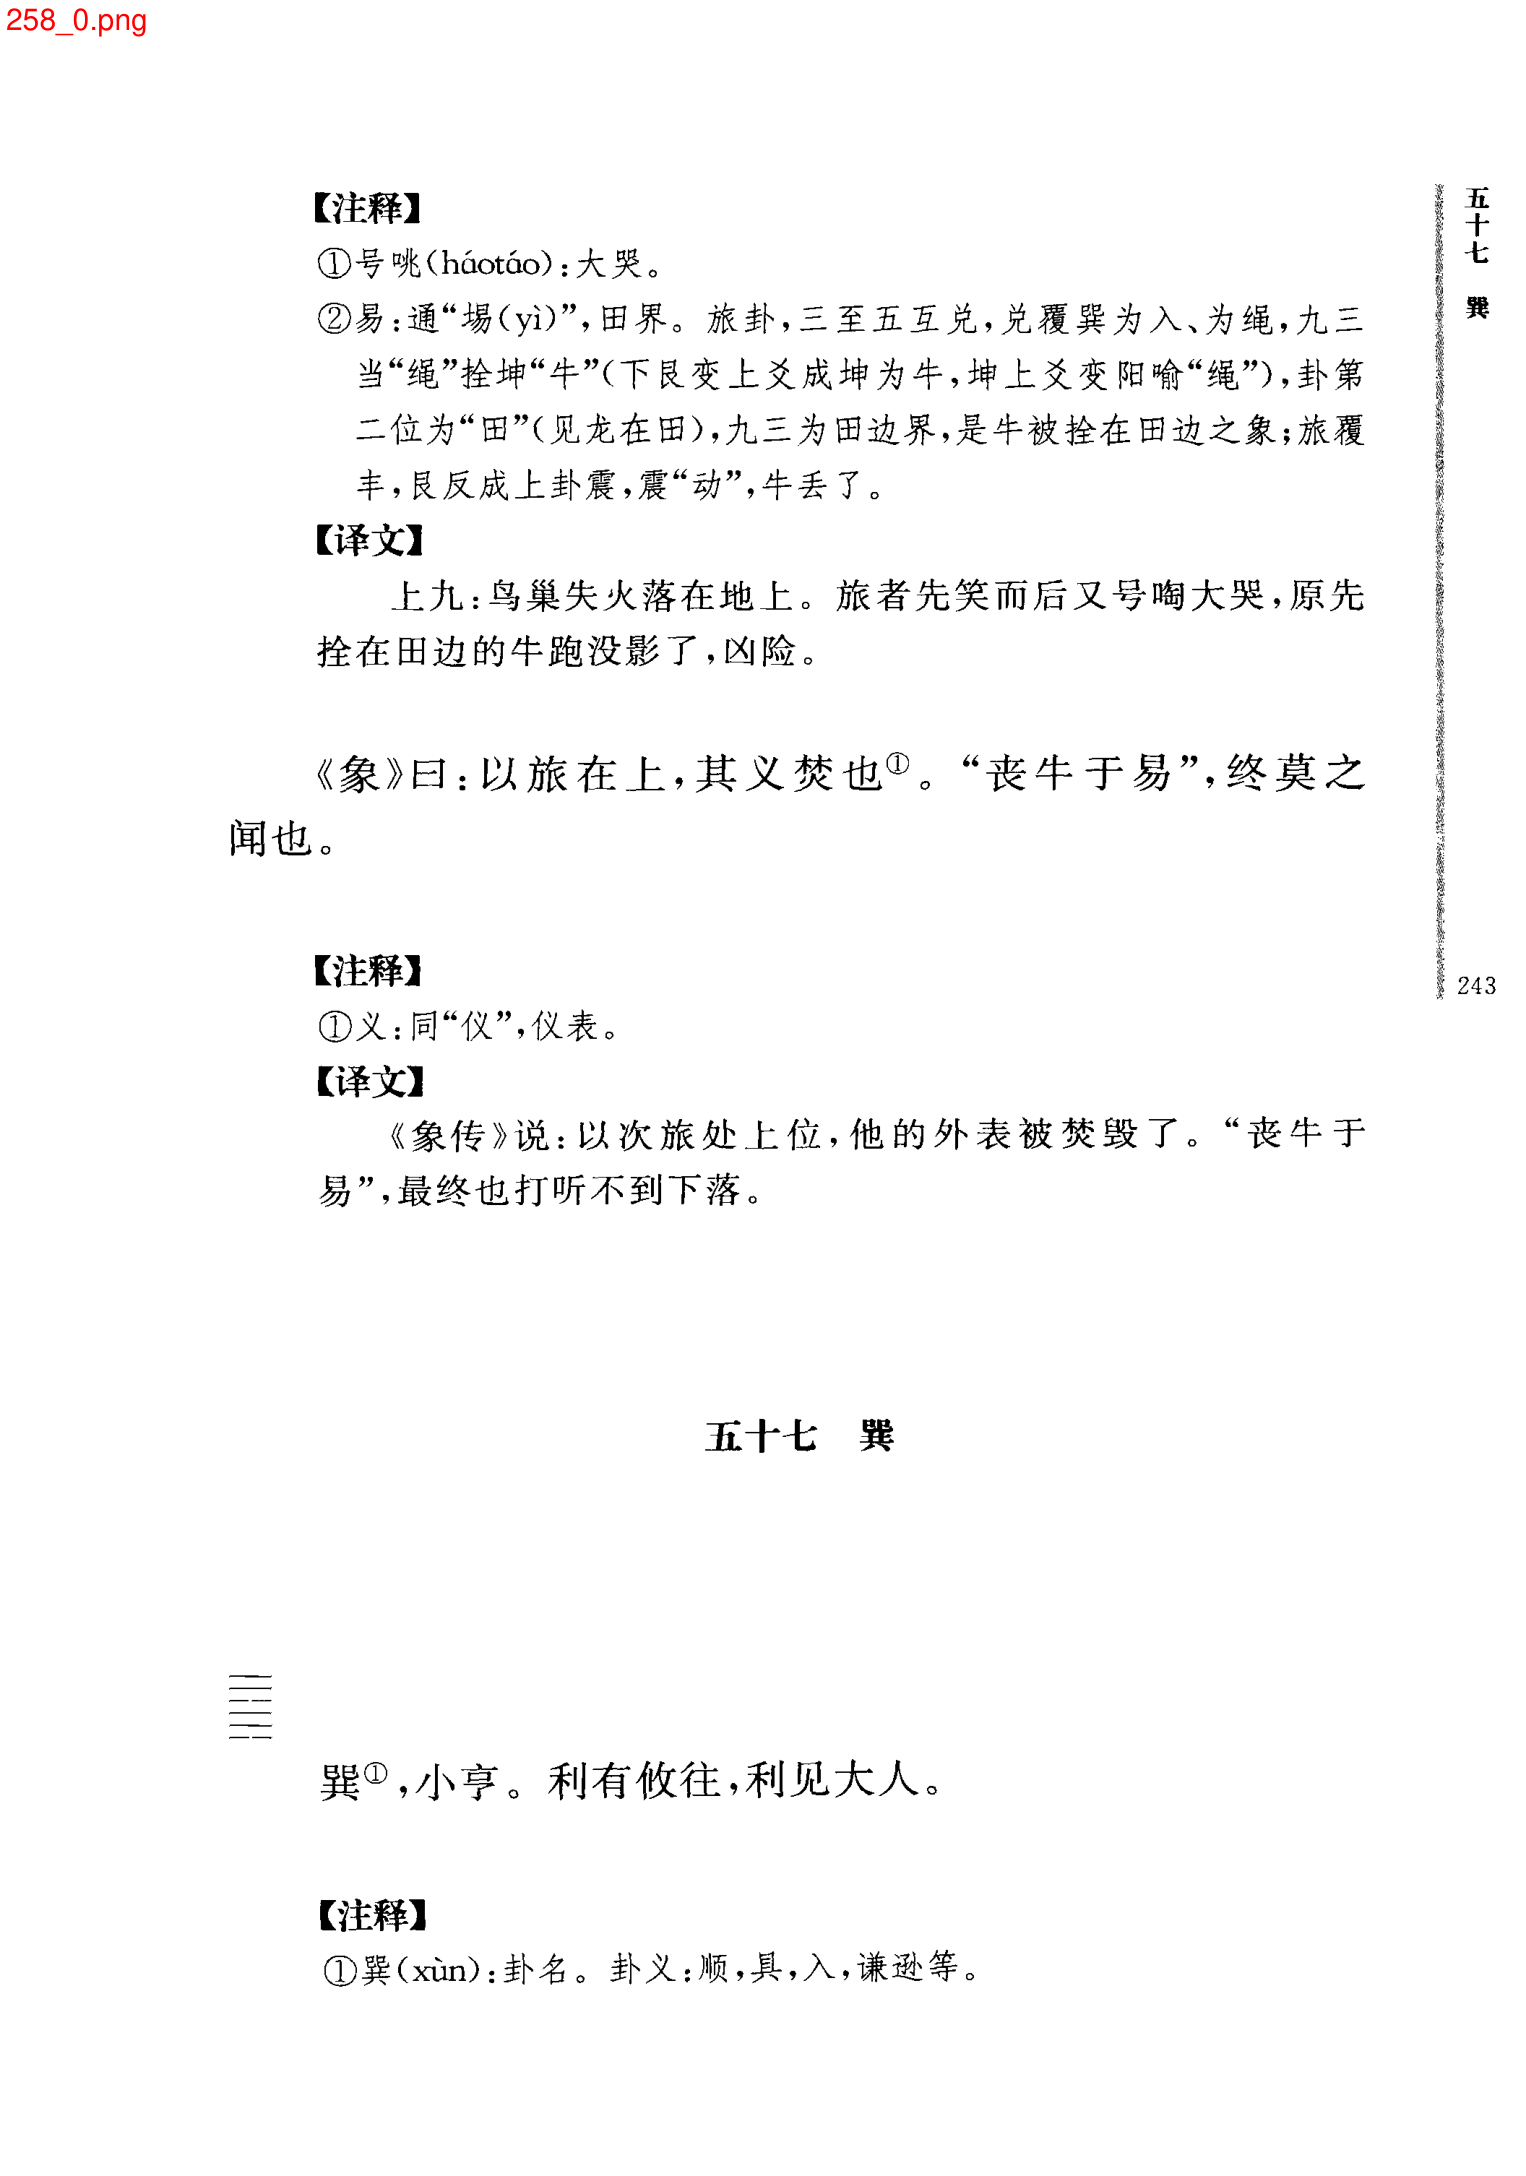 258_0.png
【注释】
①号咷(háotáo):大哭。
②易:通“埸(yì)”,田界。旅卦,三至五互兑,兑覆巽为入、为绳,九三
当“绳”拴坤“牛”(下艮变上爻成坤为牛,坤上爻变阳喻“绳”),卦第
二位为“田”(见龙在田),九三为田边界,是牛被拴在田边之象;旅覆
丰,艮反成上卦震,震“动”,牛丢了。
【译文】
上九:鸟巢失火落在地上。旅者先笑而后又号啕大哭,原先
拴在田边的牛跑没影了,凶险。
《象》曰:以旅在上,其义焚也①。“丧牛于易”,终莫之
闻也。
【注释】
①义:同“仪”,仪表。
【译文】
《象传》说:以次旅处上位,他的外表被焚毁了。“丧牛于
易”,最终也打听不到下落。
五十七 巽
巽①,小亨。利有攸往,利见大人。
【注释】
①巽(xùn):卦名。卦义:顺,具,入,谦逊等。
五十七 巽
243